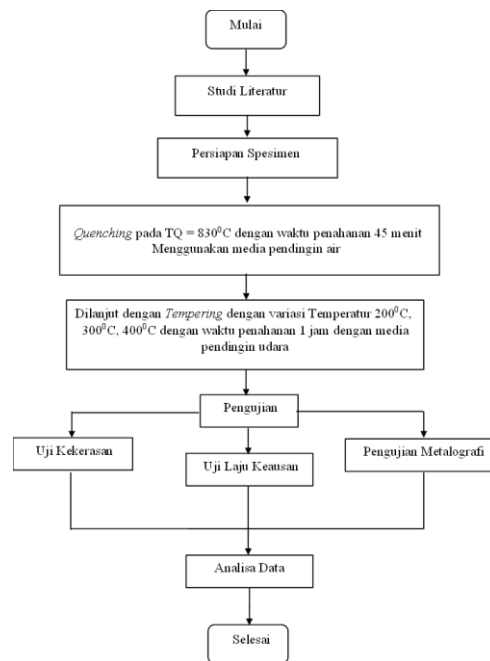 Mulai
Studi Literatur
Persiapan Spesimen
Quenching pada TQ = 830⁰C dengan waktu penahanan 45 menit
Menggunakan media pendingin air
Dilanjut dengan Tempering dengan variasi Temperatur 200⁰C,
300⁰C, 400⁰C dengan waktu penahanan 1 jam dengan media
pendingin udara
Pengujian
Uji Kekerasan
Uji Laju Keausan
Pengujian Metalografi
Analisa Data
Selesai